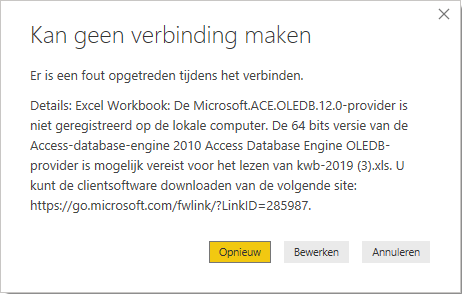 Kan geen verbinding maken
Er is een fout opgetreden tijdens het verbinden.
Details: Excel Workbook: De Microsoft.ACE.OLEDB.12.0-provider is
niet geregistreerd op de lokale computer. De 64 bits versie van de
Access-database-engine 2010 Access Database Engine OLEDB-
provider is mogelijk vereist voor het lezen van kwb-2019 (3).xls. U
kunt de clientsoftware downloaden van de volgende site:
https://go.microsoft.com/fwlink/?LinkID=285987.
Opnieuw Bewerken Annuleren